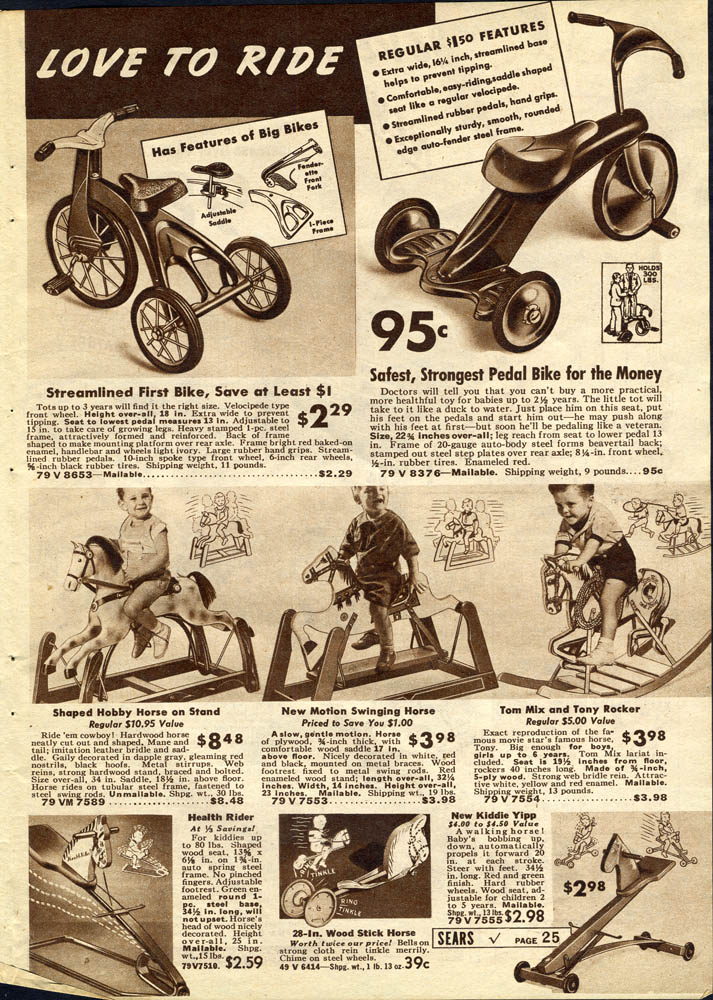 LOVE TO RIDE
REGULAR $1.50 FEATURES
● Extra wide, 16¼ inch, streamlined base
helps to prevent tipping.
● Comfortable, easy-riding, saddle shaped
seat like a regular velocipede.
● Streamlined rubber pedals, hand grips.
● Exceptionally sturdy, smooth, rounded
edge auto-fender steel frame.
Has Features of Big Bikes
Adjustable
Saddle
Fender-
ette
Front
Fork
1-Piece
Frame
HOLDS
300
LBS.
95c
Streamlined First Bike, Save at Least $1
Tots up to 3 years will find it the right size. Velocipede type
front wheel. Height over-all, 18 in. Extra wide to prevent
tipping. Seat to lowest pedal measures 13 in. Adjustable to
15 in. to take care of growing legs. Heavy stamped 1-pc. steel
frame, attractively formed and reinforced. Back of frame
shaped to make mounting platform over rear axle. Frame bright red baked-on
enamel, handlebar and wheels light ivory. Large rubber hand grips. Stream-
lined rubber pedals. 10-inch spoke type front wheel, 6-inch rear wheels,
⅝-inch black rubber tires. Shipping weight, 11 pounds.
79 V 8653—Mailable..............................$2.29
$2 29
Safest, Strongest Pedal Bike for the Money
Doctors will tell you that you can't buy a more practical,
more healthful toy for babies up to 2½ years. The little tot will
take to it like a duck to water. Just place him on this seat, put
his feet on the pedals and start him out—he may push along
with his feet at first—but soon he'll be pedaling like a veteran.
Size, 22¾ inches over-all; leg reach from seat to lower pedal 13
in. Frame of 20-gauge auto-body steel forms beavertail back;
stamped out steel step plates over rear axle; 8¼-in. front wheel,
½-in. rubber tires. Enameled red.
79 V 8376—Mailable. Shipping weight, 9 pounds....95c
Shaped Hobby Horse on Stand
Regular $10.95 Value
Ride 'em cowboy! Hardwood horse
neatly cut out and shaped. Mane and
tail; imitation leather bridle and sad-
dle. Gaily decorated in dapple gray, gleaming red
nostrils, black hoofs. Metal stirrups. Web
reins, strong hardwood stand, braced and bolted.
Size over-all, 34 in. Saddle, 18½ in. above floor.
Horse rides on tubular steel frame, fastened to
steel swing rods. Unmailable. Shpg. wt., 30 lbs.
79 VM 7589..................$8.48
$8 48
New Motion Swinging Horse
Priced to Save You $1.00
A slow, gentle motion. Horse
of plywood, ¾-inch thick, with
comfortable wood saddle 17 in.
above floor. Nicely decorated in white, red
and black, mounted on metal braces. Wood
footrest fixed to metal swing rods. Red
enameled wood stand; length over-all, 32½
inches. Width, 14 inches. Height over-all,
23 inches. Mailable. Shipping wt., 19 lbs.
79 V 7553..................$3.98
$3 98
Tom Mix and Tony Rocker
Regular $5.00 Value
Exact reproduction of the fa-
mous movie star's famous horse,
Tony. Big enough for boys,
girls up to 6 years. Tom Mix lariat in-
cluded. Seat is 19½ inches from floor,
rockers 40 inches long. Made of ¾-inch,
5-ply wood. Strong web bridle rein. Attrac-
tive white, yellow and red enamel. Mailable.
Shipping weight, 13 pounds.
79 V 7554..................$3.98
$3 98
Health Rider
At ⅓ Savings!
For kiddies up
to 80 lbs. Shaped
wood seat, 13¾ x
6½ in. on 1¾-in.
auto spring steel
frame. No pinched
fingers. Adjustable
footrest. Green en-
ameled round 1-
pc. steel base,
34½ in. long, will
not upset. Horse's
head of wood nicely
decorated. Height
over-all, 25 in.
Mailable. Shpg.
wt., 15 lbs.
79V7510. $2.59
TINKLE
RING
TINKLE
28-In. Wood Stick Horse
Worth twice our price! Bells on
strong cloth rein tinkle merrily.
Chime on steel wheels.
49 V 6414—Shpg. wt., 1 lb. 13 oz. 39c
New Kiddie Yipp
$4.00 to $4.50 Value
A walking horse!
Baby's bobbing up,
down, automatically
propels it forward 20
in. at each stroke.
Steer with feet. 34½
in. long. Red and green
finish. Hard rubber
wheels. Wood seat, ad-
justable for children 2
to 5 years. Mailable.
Shpg. wt., 13 lbs.
79 V 7555 $2.98
$2 98
SEARS ✓ PAGE 25